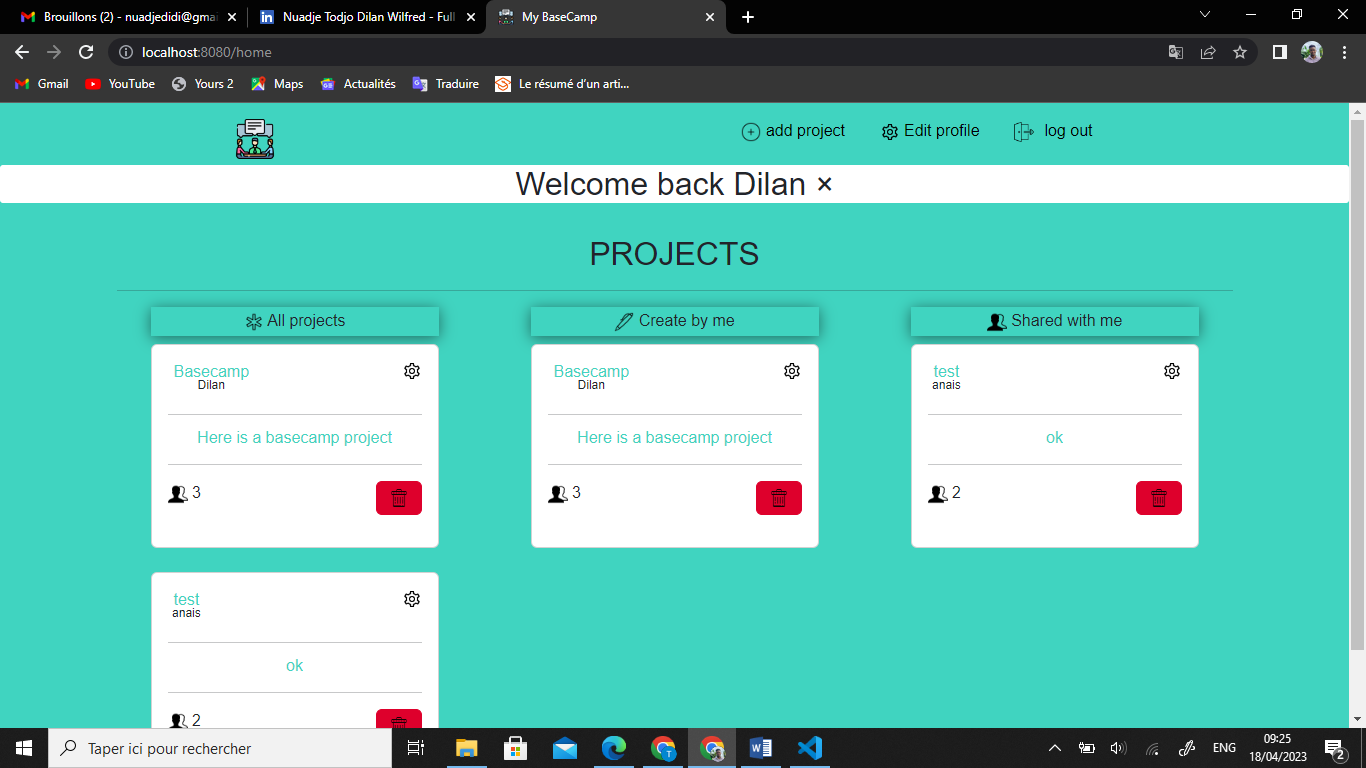 Brouillons (2) - nuadjedidi@gmai
Nuadje Todjo Dilan Wilfred - Full
My BaseCamp
localhost:8080/home
Gmail
YouTube
Yours 2
Maps
Actualités
Traduire
Le résumé d'un arti...
add project
Edit profile
log out
Welcome back Dilan ×
PROJECTS
All projects
Create by me
Shared with me
Basecamp
Dilan
Here is a basecamp project
3
Basecamp
Dilan
Here is a basecamp project
3
test
anais
ok
2
test
anais
ok
2
Taper ici pour rechercher
ENG
09:25
18/04/2023
2